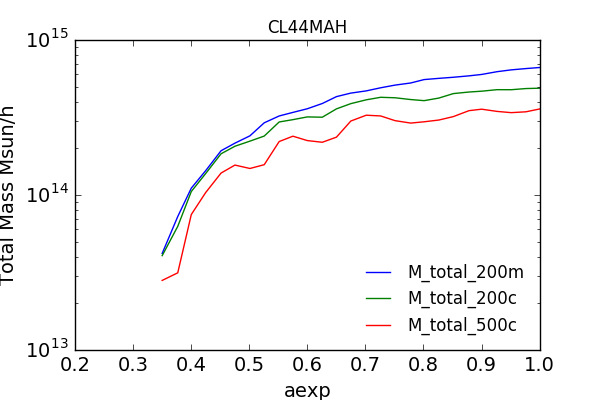 CL44MAH
10^15
10^14
10^13
Total Mass Msun/h
M_total_200m
M_total_200c
M_total_500c
0.2 0.3 0.4 0.5 0.6 0.7 0.8 0.9 1.0
aexp